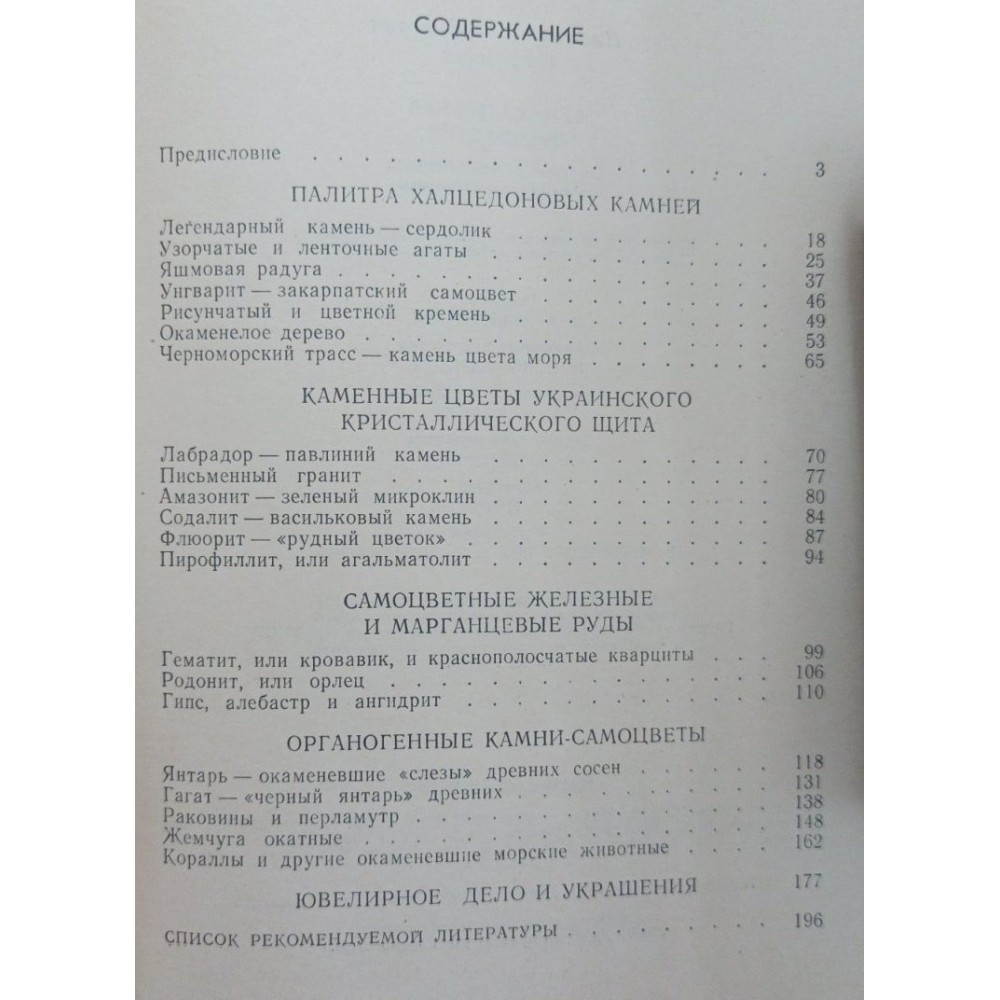 СОДЕРЖАНИЕ
Предисловие . . . . . . . . . . . . . . . . . 3
ПАЛИТРА ХАЛЦЕДОНОВЫХ КАМНЕЙ
Легендарный камень — сердолик . . . . . . . . . . 18
Узорчатые и ленточные агаты . . . . . . . . . . . 25
Яшмовая радуга . . . . . . . . . . . . . . . . 37
Унгварит — закарпатский самоцвет . . . . . . . . . 46
Рисунчатый и цветной кремень . . . . . . . . . . . 49
Окаменелое дерево . . . . . . . . . . . . . . . 53
Черноморский трасс — камень цвета моря . . . . . . . . 65
КАМЕННЫЕ ЦВЕТЫ УКРАИНСКОГО
КРИСТАЛЛИЧЕСКОГО ЩИТА
Лабрадор — павлиний камень . . . . . . . . . . . 70
Письменный гранит . . . . . . . . . . . . . . . 77
Амазонит — зеленый микроклин . . . . . . . . . . . 80
Содалит — васильковый камень . . . . . . . . . . . 84
Флюорит — «рудный цветок» . . . . . . . . . . . . 87
Пирофиллит, или агальматолит . . . . . . . . . . . 94
САМОЦВЕТНЫЕ ЖЕЛЕЗНЫЕ
И МАРГАНЦЕВЫЕ РУДЫ
Гематит, или кровавик, и краснополосчатые кварциты . . . 99
Родонит, или орлец . . . . . . . . . . . . . . 106
Гипс, алебастр и ангидрит . . . . . . . . . . . . 110
ОРГАНОГЕННЫЕ КАМНИ-САМОЦВЕТЫ
Янтарь — окаменевшие «слезы» древних сосен . . . . . . 118
Гагат — «черный янтарь» древних . . . . . . . . . . 131
Раковины и перламутр . . . . . . . . . . . . . . 138
Жемчуга окатные . . . . . . . . . . . . . . . 148
Кораллы и другие окаменевшие морские животные . . . . 162
ЮВЕЛИРНОЕ ДЕЛО И УКРАШЕНИЯ 177
СПИСОК РЕКОМЕНДУЕМОЙ ЛИТЕРАТУРЫ . . . . . . . . 196